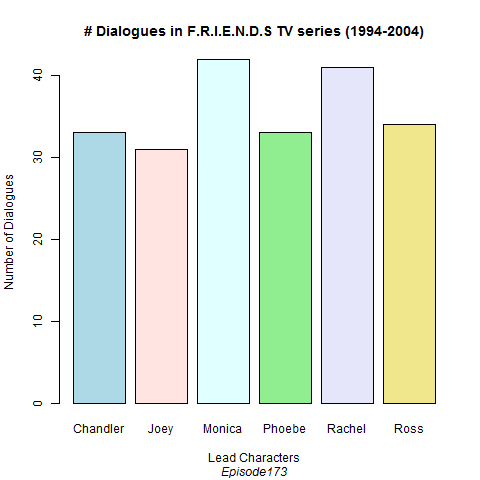 # Dialogues in F.R.I.E.N.D.S TV series (1994-2004)
Number of Dialogues
40
30
20
10
0
Chandler Joey Monica Phoebe Rachel Ross
Lead Characters
Episode173